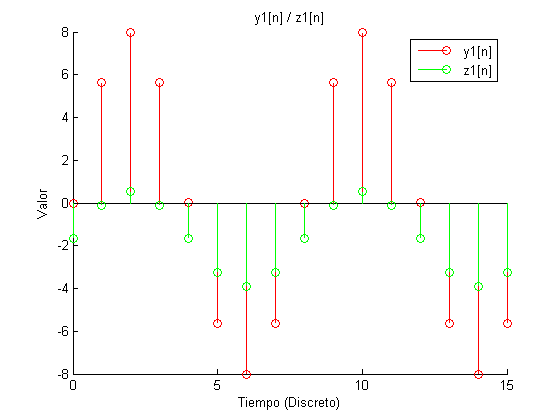 y1[n] / z1[n]
y1[n]
z1[n]
8
6
4
2
0
-2
-4
-6
-8
Valor
0
5
10
15
Tiempo (Discreto)